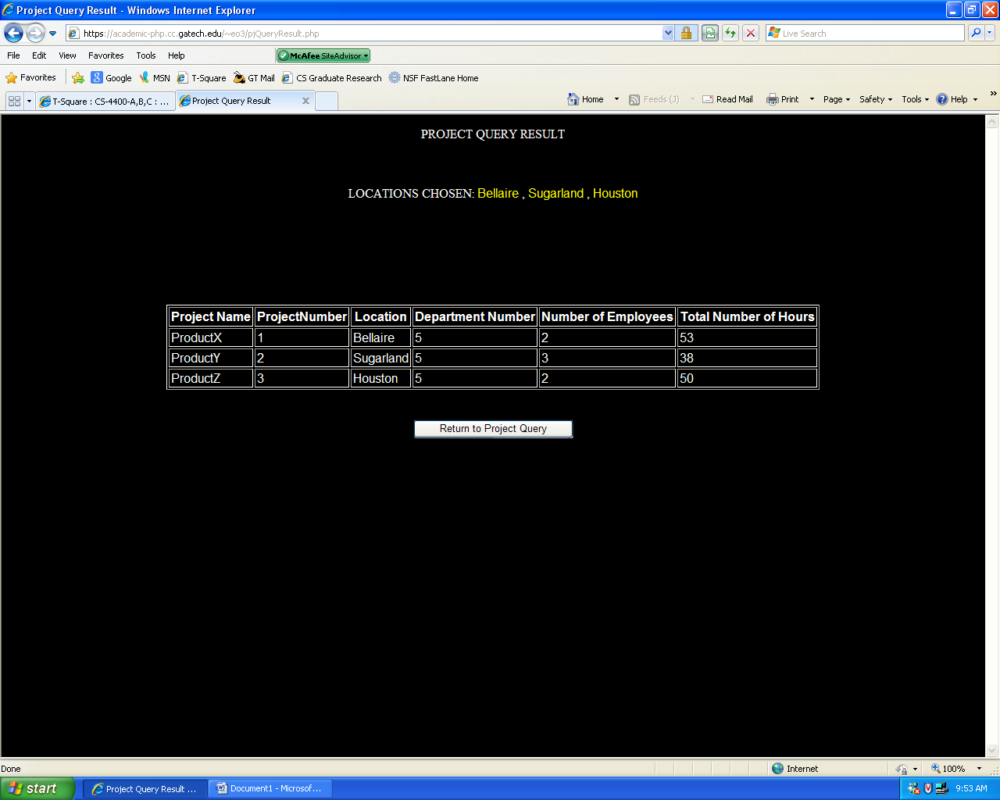 Project Query Result - Windows Internet Explorer
https://academic-php.cc.gatech.edu/~eo3/pjQueryResult.php
Live Search
File Edit View Favorites Tools Help McAfee SiteAdvisor
Favorites Google MSN T-Square GT Mail CS Graduate Research NSF FastLane Home
T-Square : CS-4400-A,B,C : ... Project Query Result Home Feeds (J) Read Mail Print Page Safety Tools Help
PROJECT QUERY RESULT
LOCATIONS CHOSEN: Bellaire , Sugarland , Houston
Project Name ProjectNumber Location Department Number Number of Employees Total Number of Hours
ProductX 1 Bellaire 5 2 53
ProductY 2 Sugarland 5 3 38
ProductZ 3 Houston 5 2 50
Return to Project Query
Done Internet 100%
start Project Query Result ... Document1 - Microsof... 9:53 AM